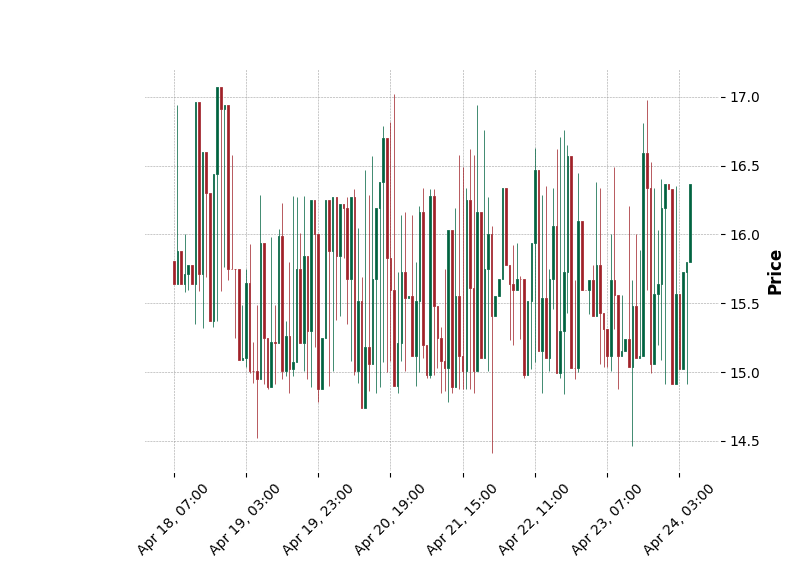 17.0
16.5
16.0
15.5
15.0
14.5
Price
Apr 18, 07:00
Apr 19, 03:00
Apr 19, 23:00
Apr 20, 19:00
Apr 21, 15:00
Apr 22, 11:00
Apr 23, 07:00
Apr 24, 03:00